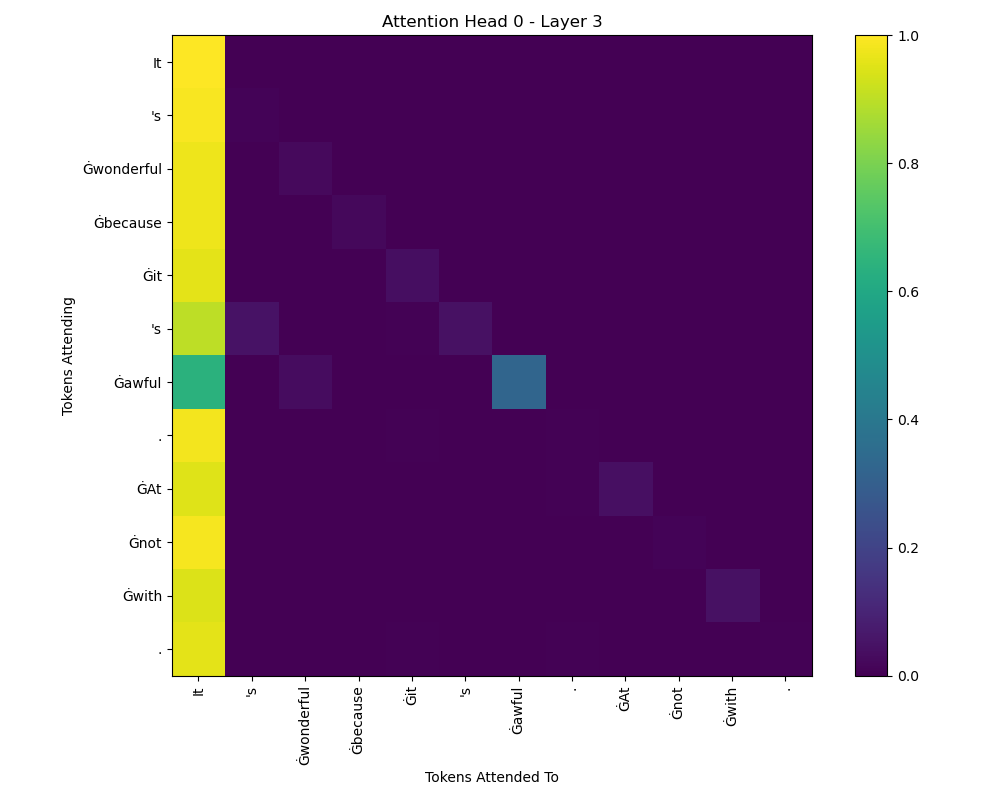 Attention Head 0 - Layer 3
It
's
Ġwonderful
Ġbecause
Ġit
's
Ġawful
.
ĠAt
Ġnot
Ġwith
.
Tokens Attending
It
's
Ġwonderful
Ġbecause
Ġit
's
Ġawful
.
ĠAt
Ġnot
Ġwith
.
Tokens Attended To
1.0
0.8
0.6
0.4
0.2
0.0